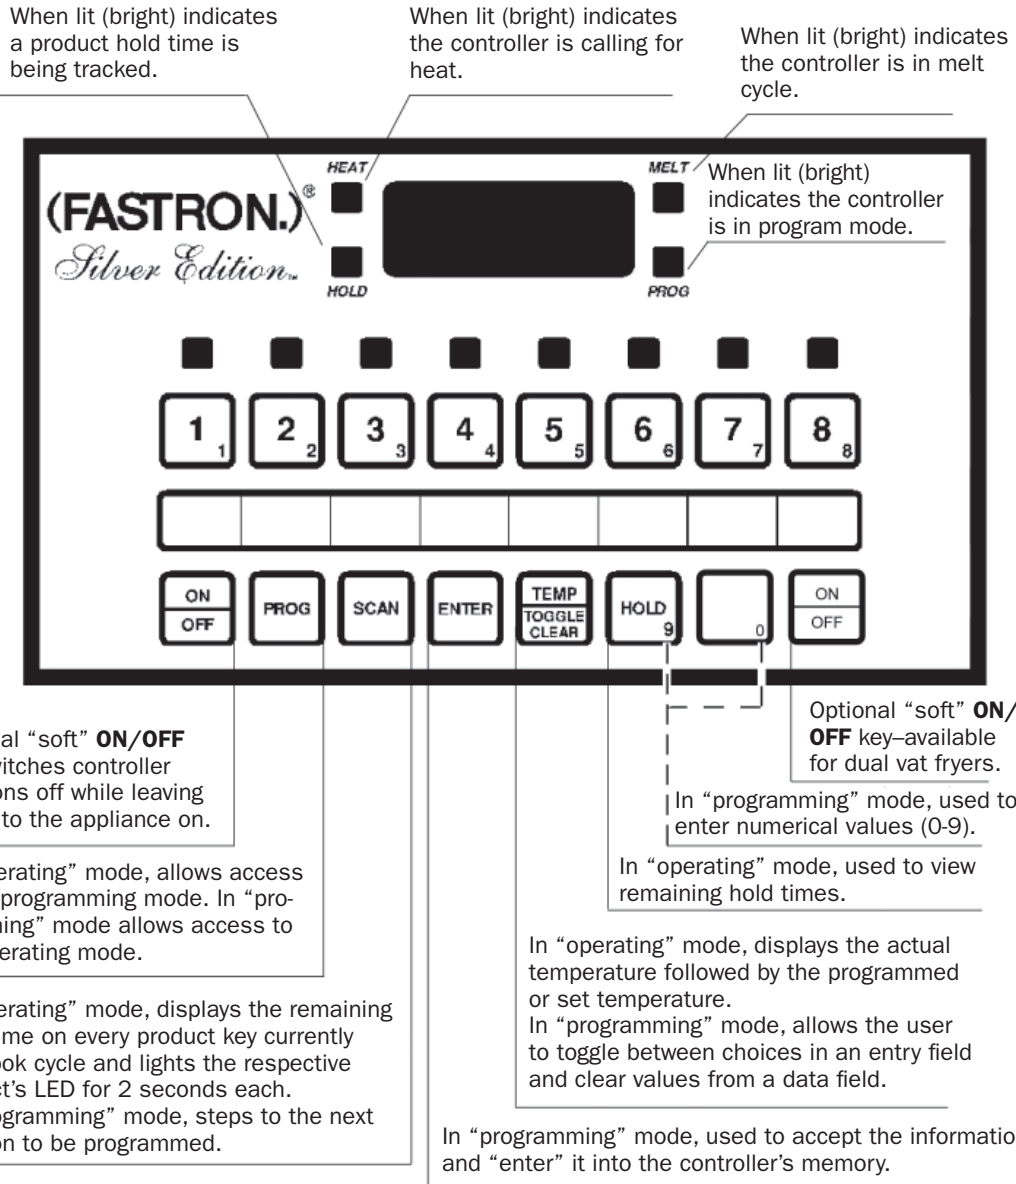 When lit (bright) indicates
a product hold time is
being tracked.
When lit (bright) indicates
the controller is calling for
heat.
When lit (bright) indicates
the controller is in melt
cycle.
HEAT
MELT
When lit (bright)
indicates the controller
is in program mode.
(FASTRON.)®
Silver Edition™
HOLD
PROG
1 1
2 2
3 3
4 4
5 5
6 6
7 7
8 8
ON
OFF
PROG
SCAN
ENTER
TEMP
TOGGLE
CLEAR
HOLD
9
0
ON
OFF
al “soft” ON/OFF
itches controller
ons off while leaving
to the appliance on.
Optional “soft” ON/
OFF key–available
for dual vat fryers.
In “programming” mode, used to
enter numerical values (0-9).
erating” mode, allows access
programming mode. In “pro-
ning” mode allows access to
erating mode.
In “operating” mode, used to view
remaining hold times.
In “operating” mode, displays the actual
temperature followed by the programmed
or set temperature.
In “programming” mode, allows the user
to toggle between choices in an entry field
and clear values from a data field.
erating” mode, displays the remaining
me on every product key currently
ok cycle and lights the respective
ct’s LED for 2 seconds each.
ogramming” mode, steps to the next
on to be programmed.
In “programming” mode, used to accept the informatio
and “enter” it into the controller’s memory.